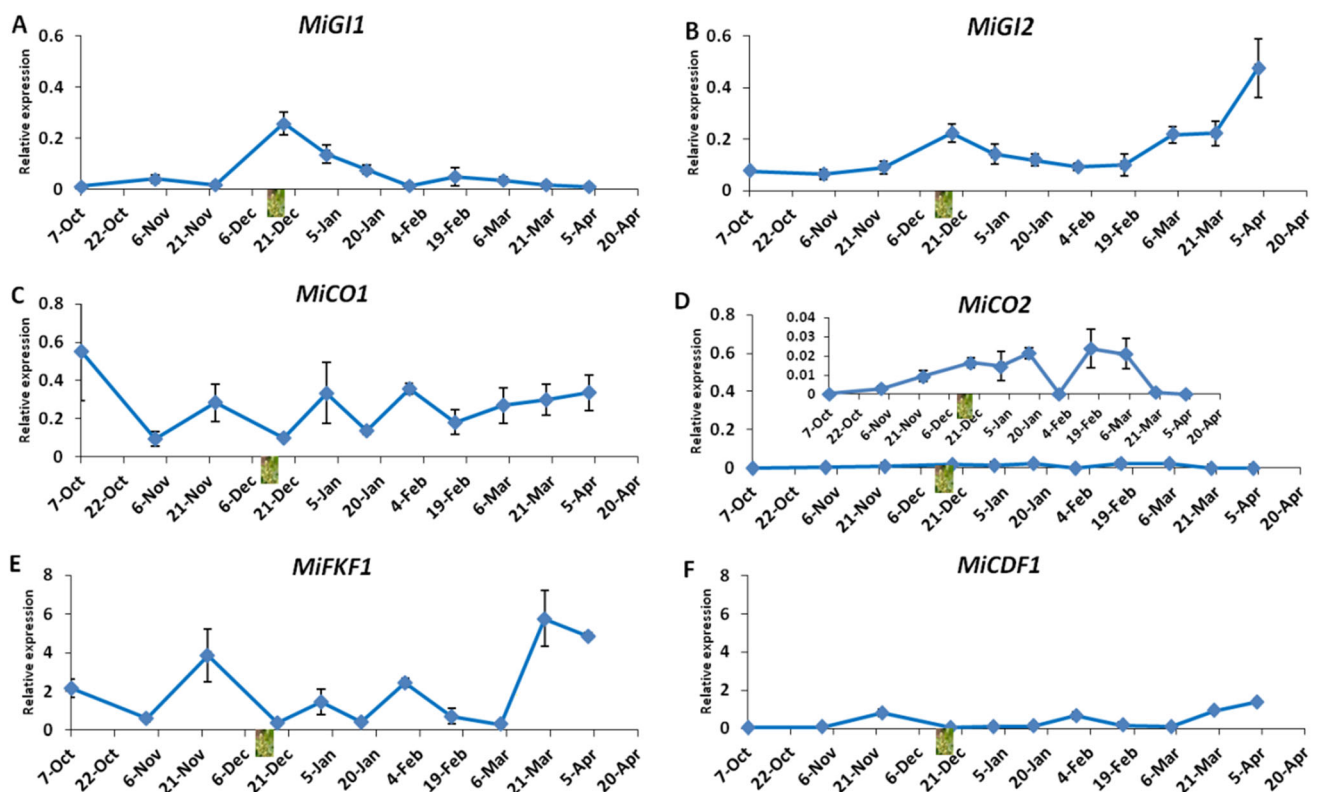 A
MiGI1
Relative expression
0.6
0.4
0.2
0
7-Oct
22-Oct
6-Nov
21-Nov
6-Dec
21-Dec
5-Jan
20-Jan
4-Feb
19-Feb
6-Mar
21-Mar
5-Apr
20-Apr
B
MiGI2
Relarive expression
0.6
0.4
0.2
0
7-Oct
22-Oct
6-Nov
21-Nov
6-Dec
21-Dec
5-Jan
20-Jan
4-Feb
19-Feb
6-Mar
21-Mar
5-Apr
20-Apr
C
MiCO1
Relative expression
0.8
0.6
0.4
0.2
0
7-Oct
22-Oct
6-Nov
21-Nov
6-Dec
21-Dec
5-Jan
20-Jan
4-Feb
19-Feb
6-Mar
21-Mar
5-Apr
20-Apr
D
MiCO2
Relative expression
0.8
0.6
0.4
0.2
0
0.04
0.03
0.02
0.01
0
7-Oct
22-Oct
6-Nov
21-Nov
6-Dec
21-Dec
5-Jan
20-Jan
4-Feb
19-Feb
6-Mar
21-Mar
5-Apr
20-Apr
7-Oct
22-Oct
6-Nov
21-Nov
6-Dec
21-Dec
5-Jan
20-Jan
4-Feb
19-Feb
6-Mar
21-Mar
5-Apr
20-Apr
E
MiFKF1
Relative expression
8
6
4
2
0
7-Oct
22-Oct
6-Nov
21-Nov
6-Dec
21-Dec
5-Jan
20-Jan
4-Feb
19-Feb
6-Mar
21-Mar
5-Apr
20-Apr
F
MiCDF1
Relative expression
8
6
4
2
0
7-Oct
22-Oct
6-Nov
21-Nov
6-Dec
21-Dec
5-Jan
20-Jan
4-Feb
19-Feb
6-Mar
21-Mar
5-Apr
20-Apr